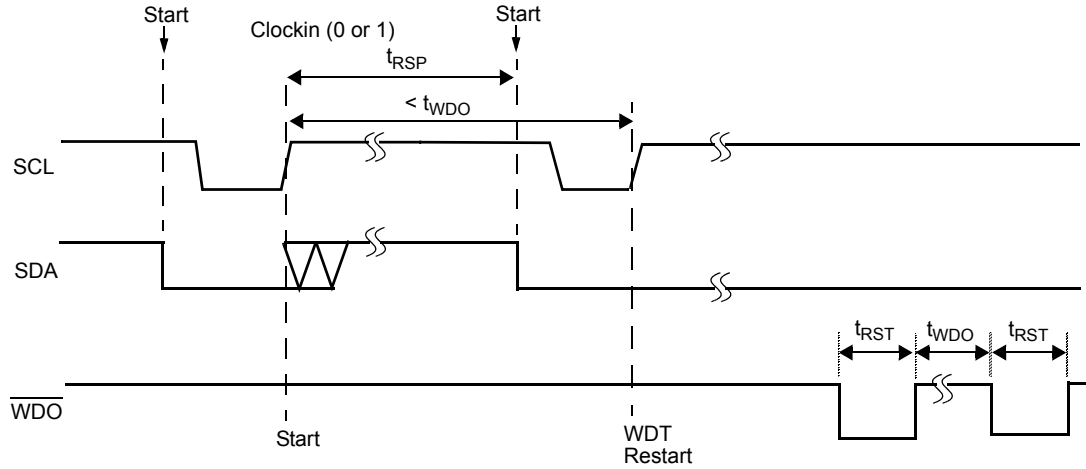 Start
Start
Clockin (0 or 1)
tRSP
< tWDO
SCL
SDA
tRST
tWDO
tRST
WDO
Start
WDT
Restart